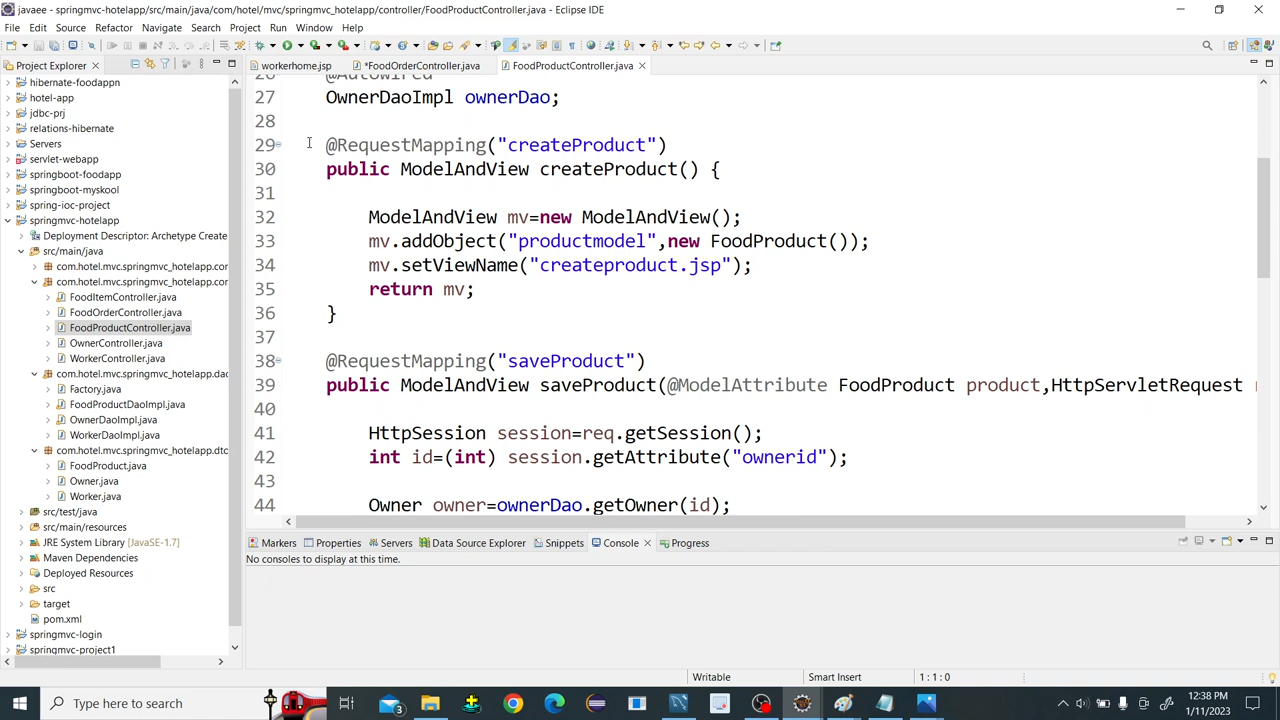 javaee - springmvc-hotelapp/src/main/java/com/hotel/mvc/springmvc_hotelapp/controller/FoodProductController.java - Eclipse IDE
File Edit Source Refactor Navigate Search Project Run Window Help
Project Explorer
workerhome.jsp *FoodOrderController.java FoodProductController.java
hibernate-foodappn
hotel-app
jdbc-prj
relations-hibernate
Servers
servlet-webapp
springboot-foodapp
springboot-myskool
spring-ioc-project
springmvc-hotelapp
Deployment Descriptor: Archetype Create
src/main/java
com.hotel.mvc.springmvc_hotelapp.cor
com.hotel.mvc.springmvc_hotelapp.cor
FoodItemController.java
FoodOrderController.java
FoodProductController.java
OwnerController.java
WorkerController.java
com.hotel.mvc.springmvc_hotelapp.dao
Factory.java
FoodProductDaoImpl.java
OwnerDaoImpl.java
WorkerDaoImpl.java
com.hotel.mvc.springmvc_hotelapp.dto
FoodProduct.java
Owner.java
Worker.java
src/test/java
src/main/resources
JRE System Library [JavaSE-1.7]
Maven Dependencies
Deployed Resources
src
target
pom.xml
springmvc-login
springmvc-project1
26 @Autowired
27 OwnerDaoImpl ownerDao;
28
29 @RequestMapping("createProduct")
30 public ModelAndView createProduct() {
31
32 ModelAndView mv=new ModelAndView();
33 mv.addObject("productmodel",new FoodProduct());
34 mv.setViewName("createproduct.jsp");
35 return mv;
36 }
37
38 @RequestMapping("saveProduct")
39 public ModelAndView saveProduct(@ModelAttribute FoodProduct product,HttpServletRequest
40
41 HttpSession session=req.getSession();
42 int id=(int) session.getAttribute("ownerid");
43
44 Owner owner=ownerDao.getOwner(id);
Markers Properties Servers Data Source Explorer Snippets Console Progress
No consoles to display at this time.
Writable Smart Insert 1 : 1 : 0
Type here to search
3
12:38 PM
1/11/2023